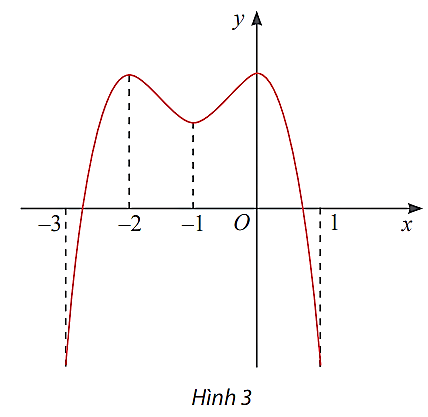 y
–3 –2 –1 O 1 x
Hình 3